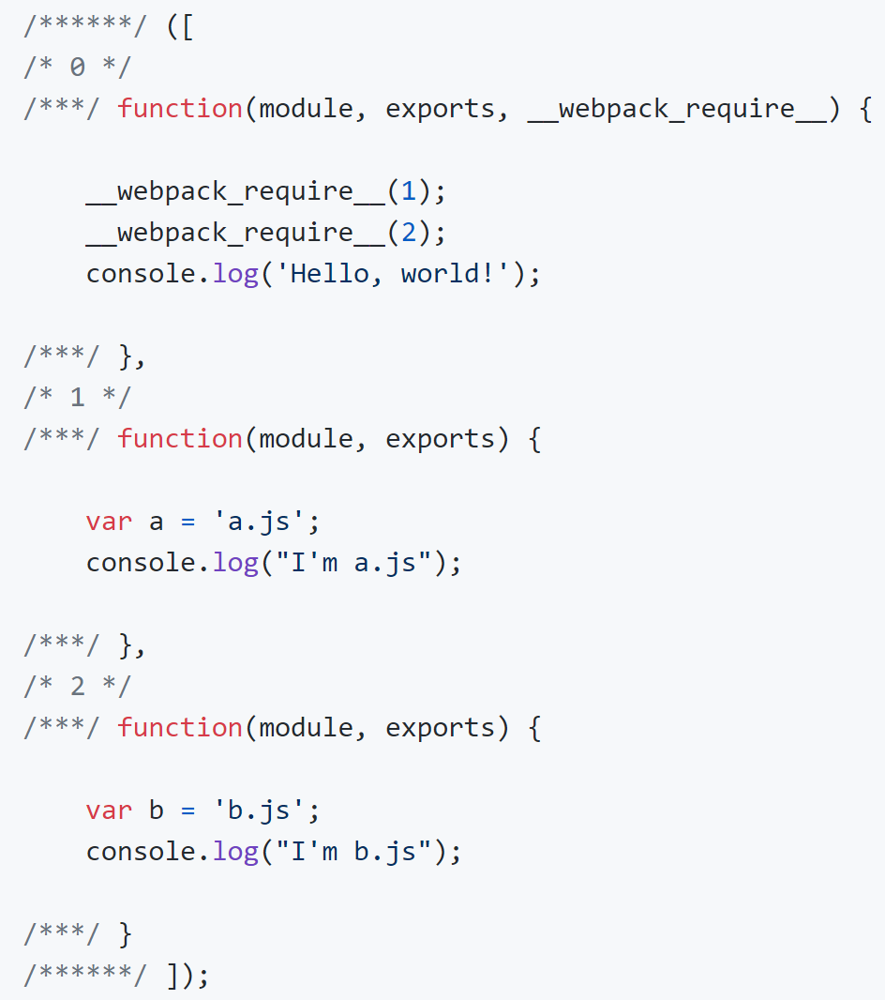 /******/ ([
/* 0 */
/***/ function(module, exports, __webpack_require__) {
    __webpack_require__(1);
    __webpack_require__(2);
    console.log('Hello, world!');
/***/ },
/* 1 */
/***/ function(module, exports) {
    var a = 'a.js';
    console.log("I'm a.js");
/***/ },
/* 2 */
/***/ function(module, exports) {
    var b = 'b.js';
    console.log("I'm b.js");
/***/ }
/******/ ]);